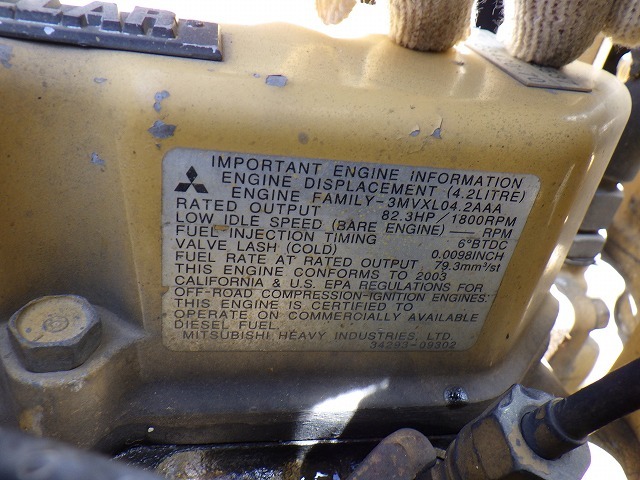 IMPORTANT ENGINE INFORMATION
ENGINE DISPLACEMENT (4.2LITRE)
ENGINE FAMILY-3MVXL04.2AAA
RATED OUTPUT 82.3HP/1800RPM
LOW IDLE SPEED (BARE ENGINE) — RPM
FUEL INJECTION TIMING 6°BTDC
VALVE LASH (COLD) 0.0098INCH
FUEL RATE AT RATED OUTPUT 79.3mm³/st
THIS ENGINE CONFORMS TO 2003
CALIFORNIA & U.S. EPA REGULATIONS FOR
OFF-ROAD COMPRESSION-IGNITION ENGINES.
THIS ENGINE IS CERTIFIED TO
OPERATE ON COMMERCIALLY AVAILABLE
DIESEL FUEL.
MITSUBISHI HEAVY INDUSTRIES, LTD.
34293-09302